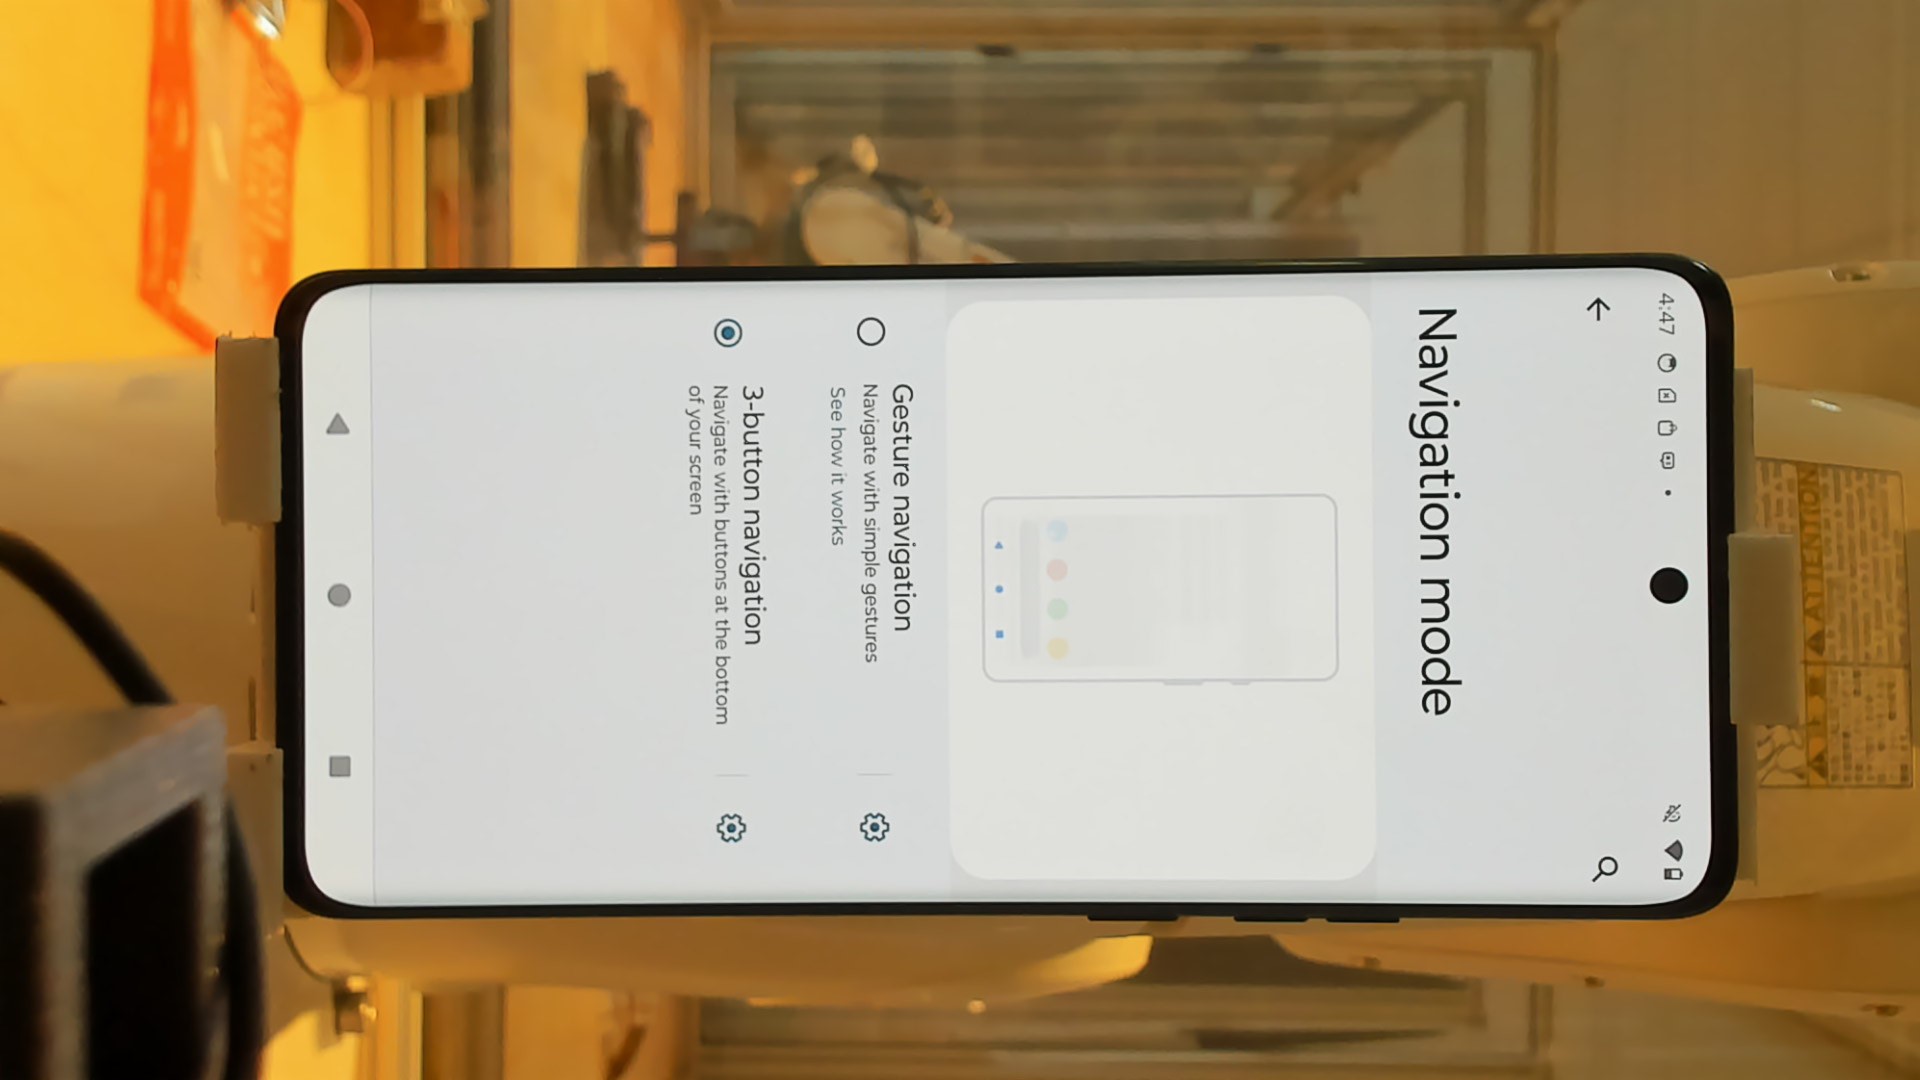 4:47
Navigation mode
Gesture navigation
Navigate with simple gestures
See how it works
3-button navigation
Navigate with buttons at the bottom
of your screen